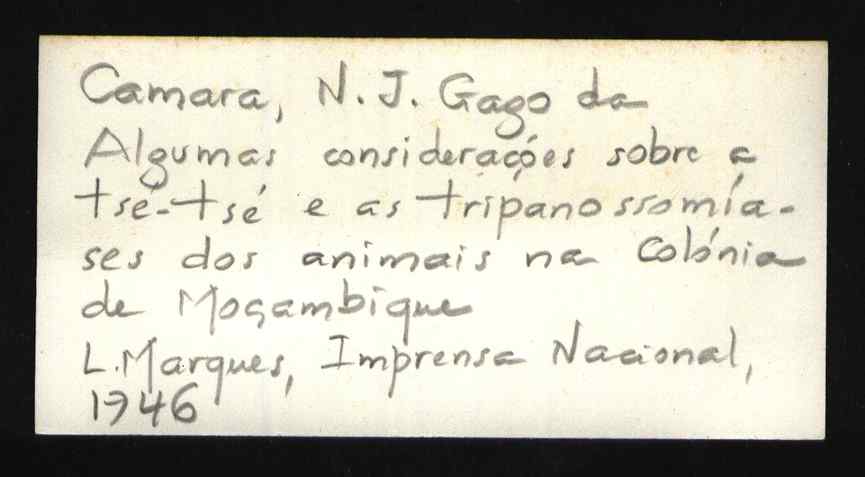 Camara, N. J. Gago da
Algumas considerações sobre a
tsé-tsé e as tripanossomía-
ses dos animais na Colónia
de Moçambique
L. Marques, Imprensa Nacional,
1946